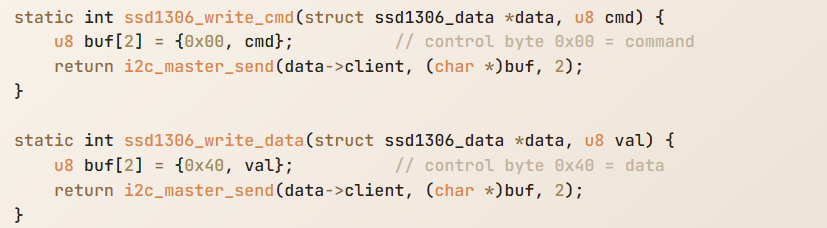 static int ssd1306_write_cmd(struct ssd1306_data *data, u8 cmd) {
    u8 buf[2] = {0x00, cmd};          // control byte 0x00 = command
    return i2c_master_send(data->client, (char *)buf, 2);
}

static int ssd1306_write_data(struct ssd1306_data *data, u8 val) {
    u8 buf[2] = {0x40, val};          // control byte 0x40 = data
    return i2c_master_send(data->client, (char *)buf, 2);
}